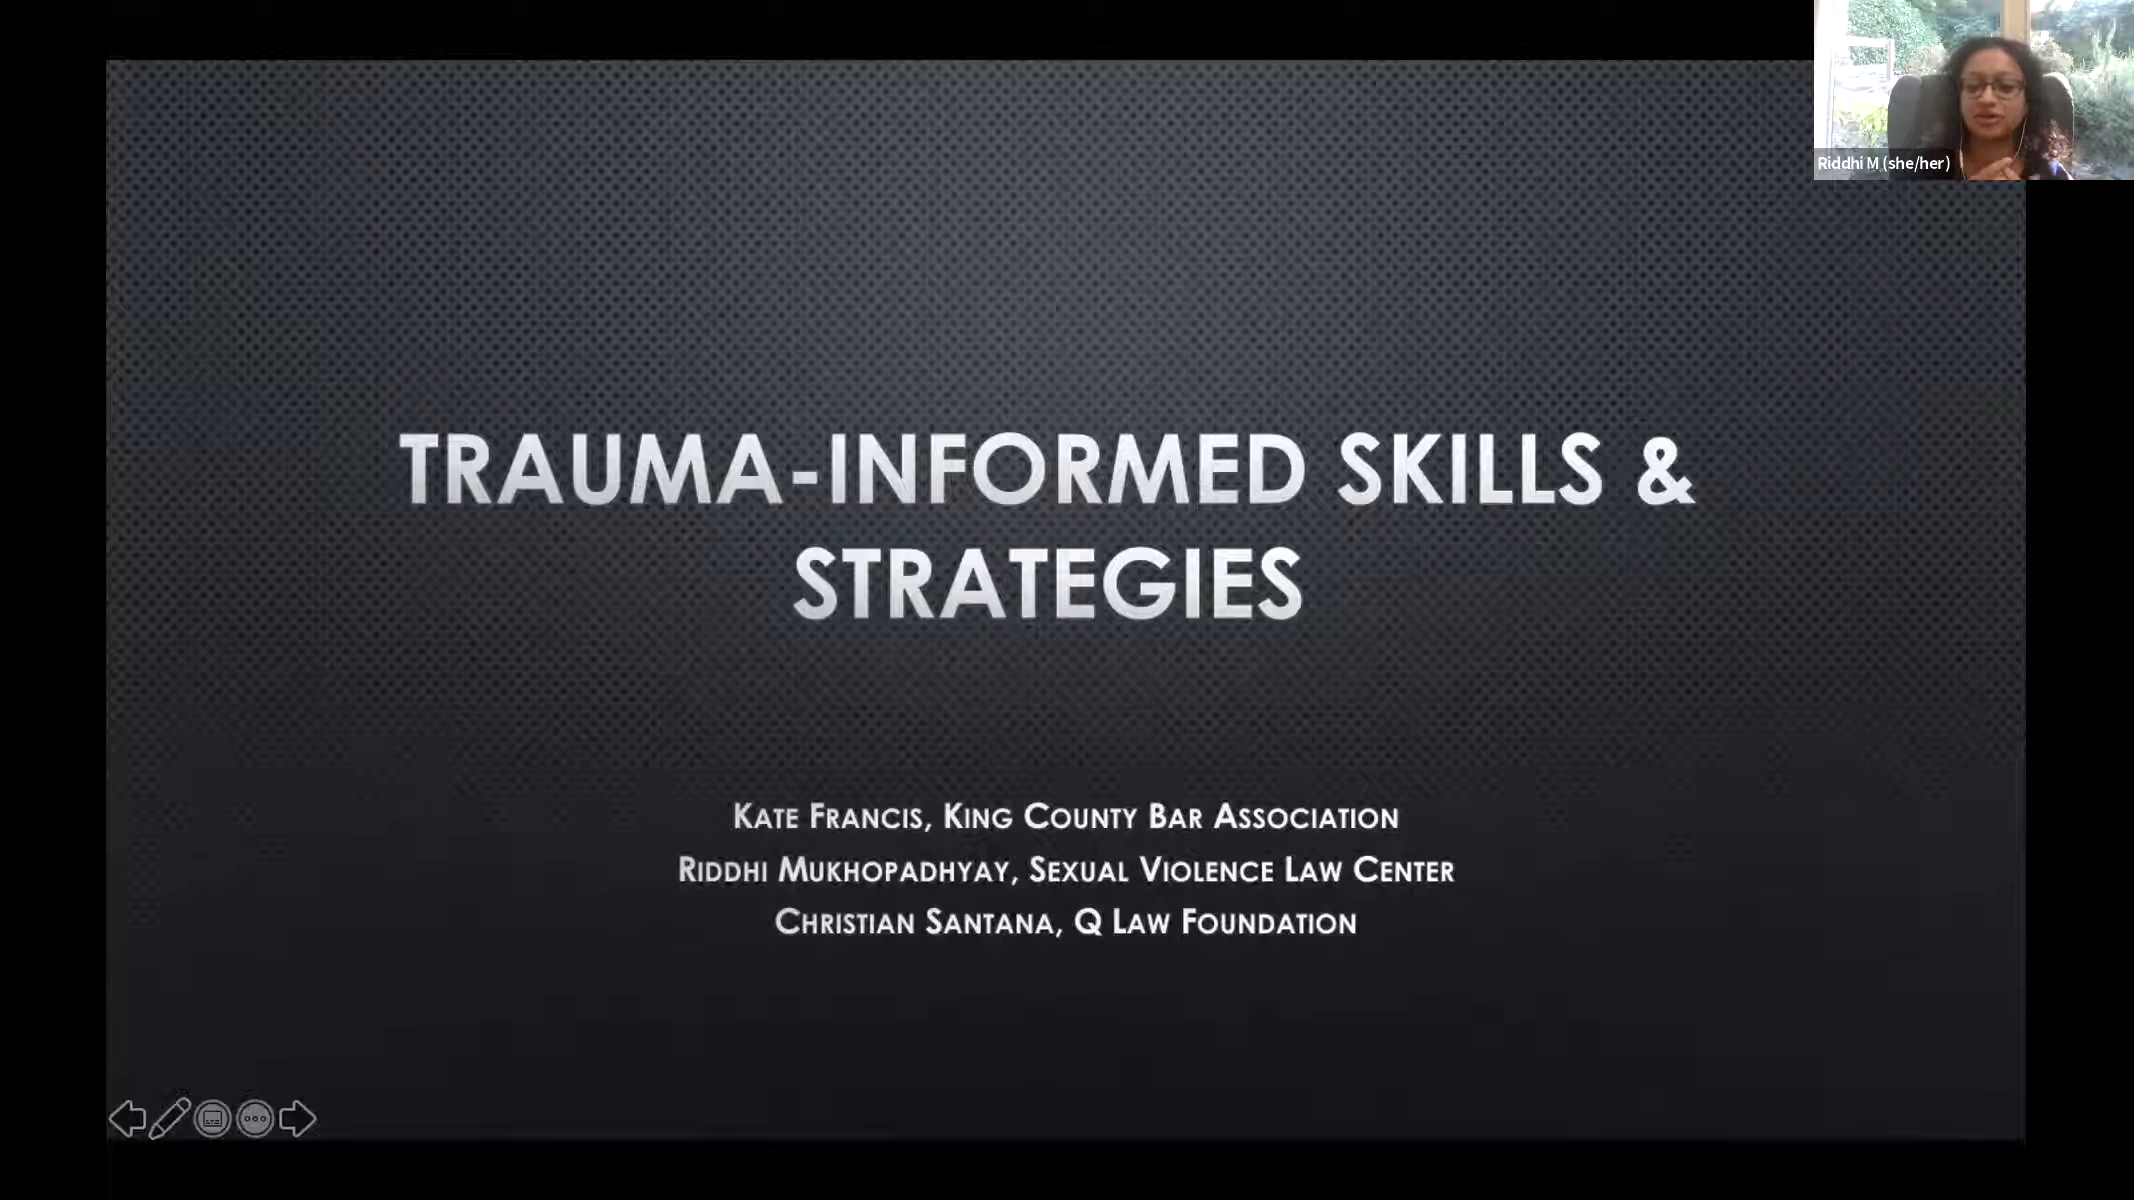 Riddhi M (she/her)
TRAUMA-INFORMED SKILLS &
STRATEGIES
Kate Francis, King County Bar Association
Riddhi Mukhopadhyay, Sexual Violence Law Center
Christian Santana, Q Law Foundation